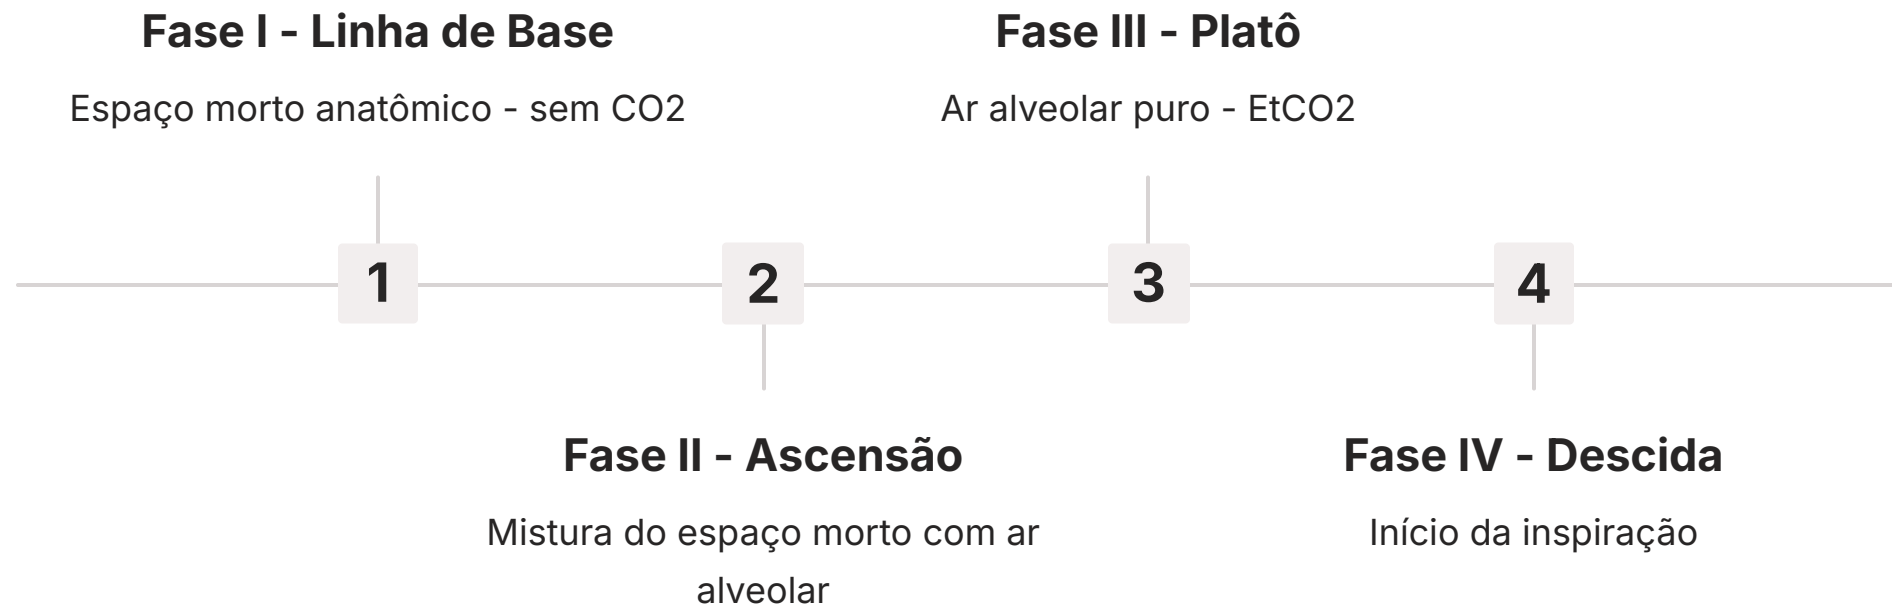 Fase I - Linha de Base
Espaço morto anatômico - sem CO2
Fase III - Platô
Ar alveolar puro - EtCO2
1
2
3
4
Fase II - Ascensão
Mistura do espaço morto com ar
alveolar
Fase IV - Descida
Início da inspiração